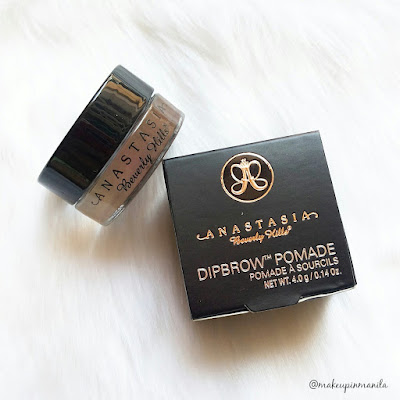 ANASTASIA
Beverly Hills®
ANASTASIA
Beverly Hills®
DIPBROW™ POMADE
POMADE À SOURCILS
NET WT. 4.0 g / 0.14 Oz.
@makeupinmanila